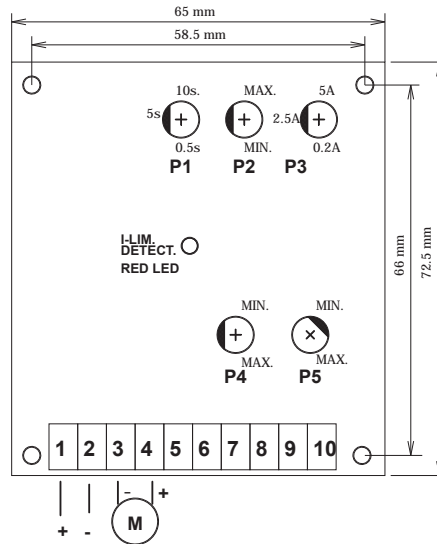 65 mm
58.5 mm
10s. MAX. 5A
5s 2.5A
0.5s MIN. 0.2A
P1 P2 P3
I-LIM.
DETECT.
RED LED
66 mm
72.5 mm
MIN. MIN.
MAX. MAX.
P4 P5
1 2 3 4 5 6 7 8 9 10
- +
+ - M